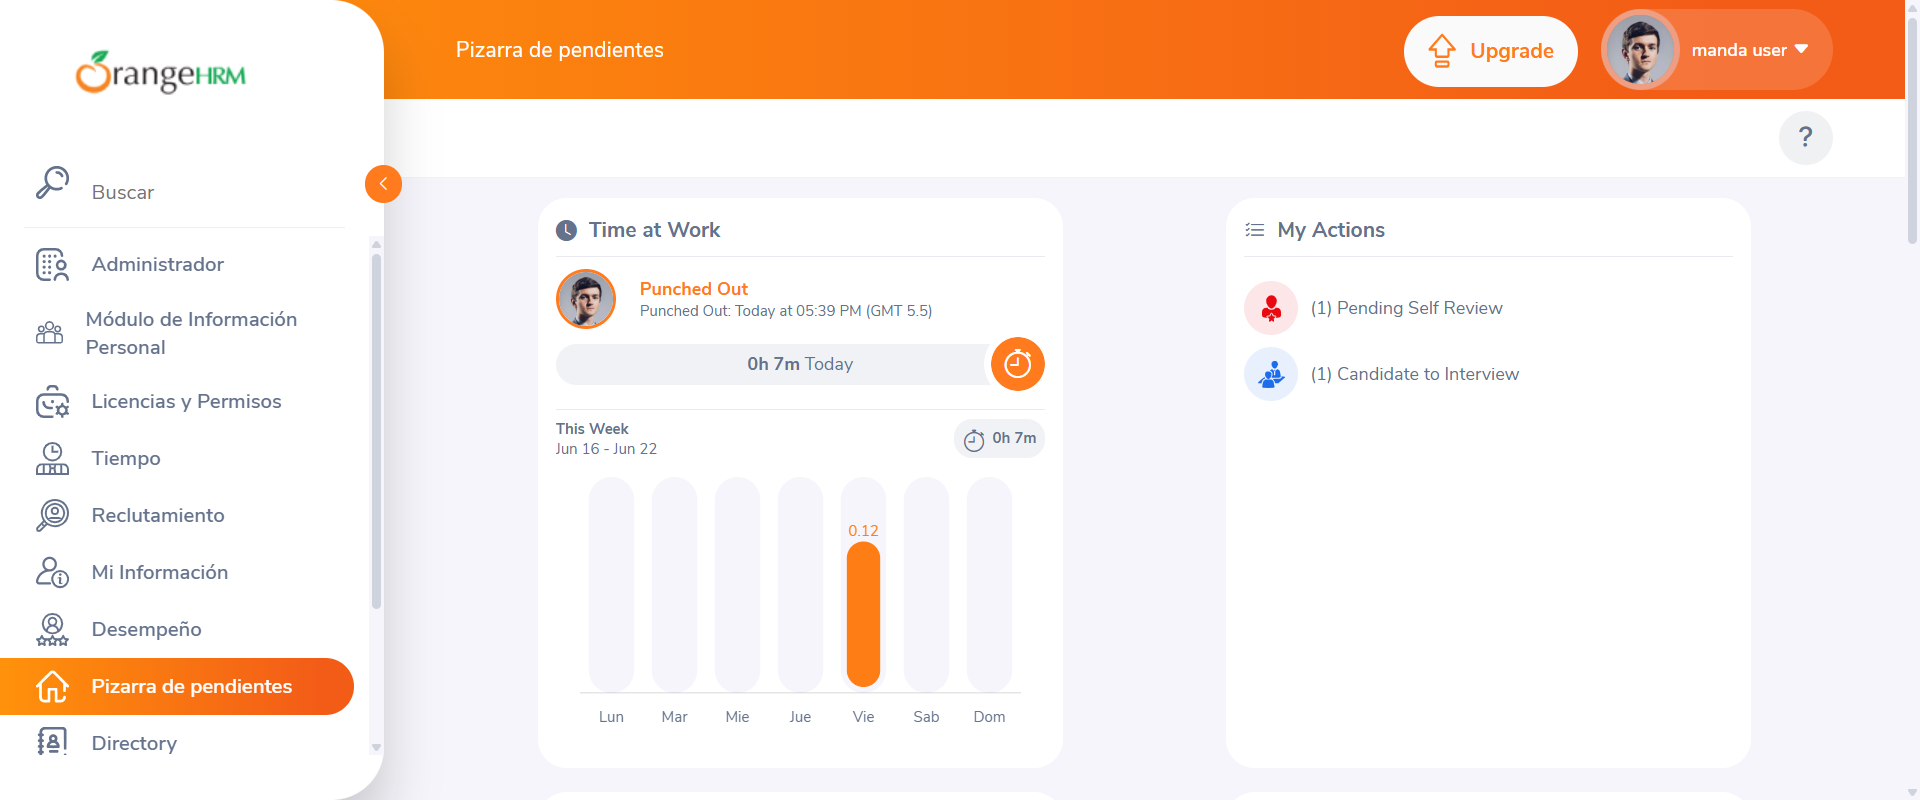 OrangeHRM
Buscar
Administrador
Módulo de Información
Personal
Licencias y Permisos
Tiempo
Reclutamiento
Mi Información
Desempeño
Pizarra de pendientes
Directory
Pizarra de pendientes
Upgrade
manda user
?
Time at Work
Punched Out
Punched Out: Today at 05:39 PM (GMT 5.5)
0h 7m Today
This Week
Jun 16 - Jun 22
0h 7m
0.12
Lun Mar Mie Jue Vie Sab Dom
My Actions
(1) Pending Self Review
(1) Candidate to Interview